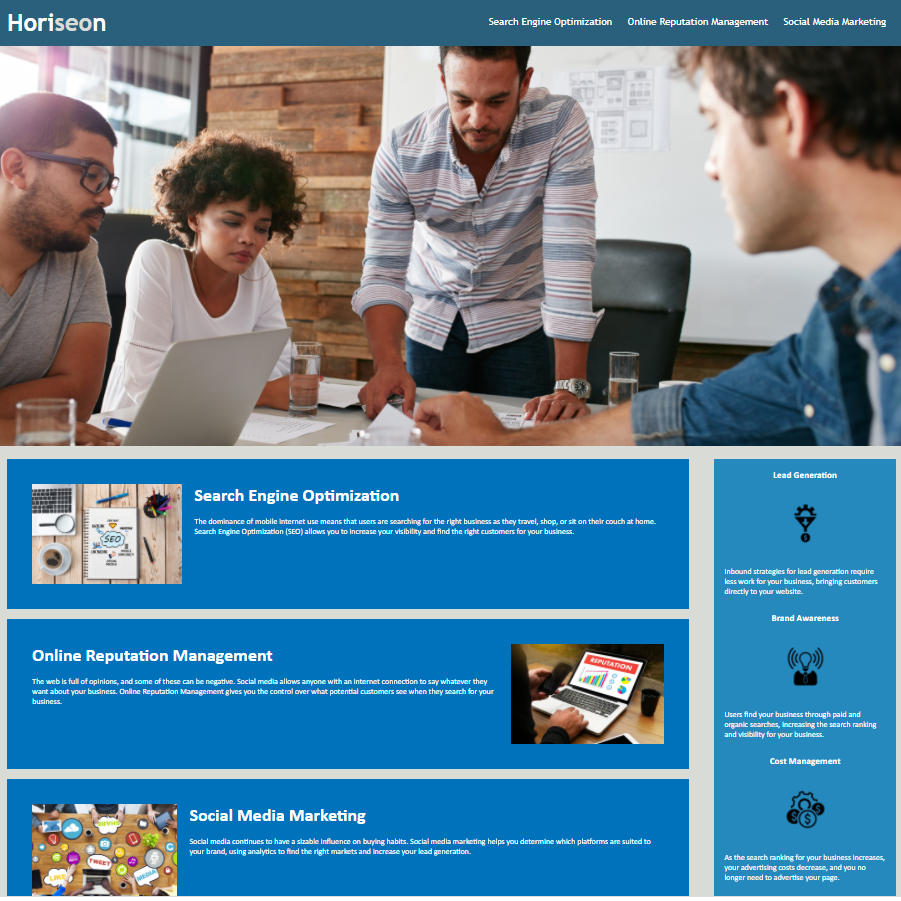 Horiseon
Search Engine Optimization
Online Reputation Management
Social Media Marketing
Search Engine Optimization
The dominance of mobile internet use means that users are searching for the right business as they travel, shop, or sit on their couch at home.
Search Engine Optimization (SEO) allows you to increase your visibility and find the right customers for your business.
SEO
Online Reputation Management
The web is full of opinions, and some of these can be negative. Social media allows anyone with an internet connection to say whatever they
want about your business. Online Reputation Management gives you the control over what potential customers see when they search for your
business.
REPUTATION
Social Media Marketing
Social media continues to have a sizable influence on buying habits. Social media marketing helps you determine which platforms are suited to
your brand, using analytics to find the right markets and increase your lead generation.
SHARE
TWEET
LIKE
MEDIA
Lead Generation
Inbound strategies for lead generation require
less work for your business, bringing customers
directly to your website.
Brand Awareness
Users find your business through paid and
organic searches, increasing the search ranking
and visibility for your business.
Cost Management
As the search ranking for your business increases,
your advertising costs decrease, and you no
longer need to advertise your page.